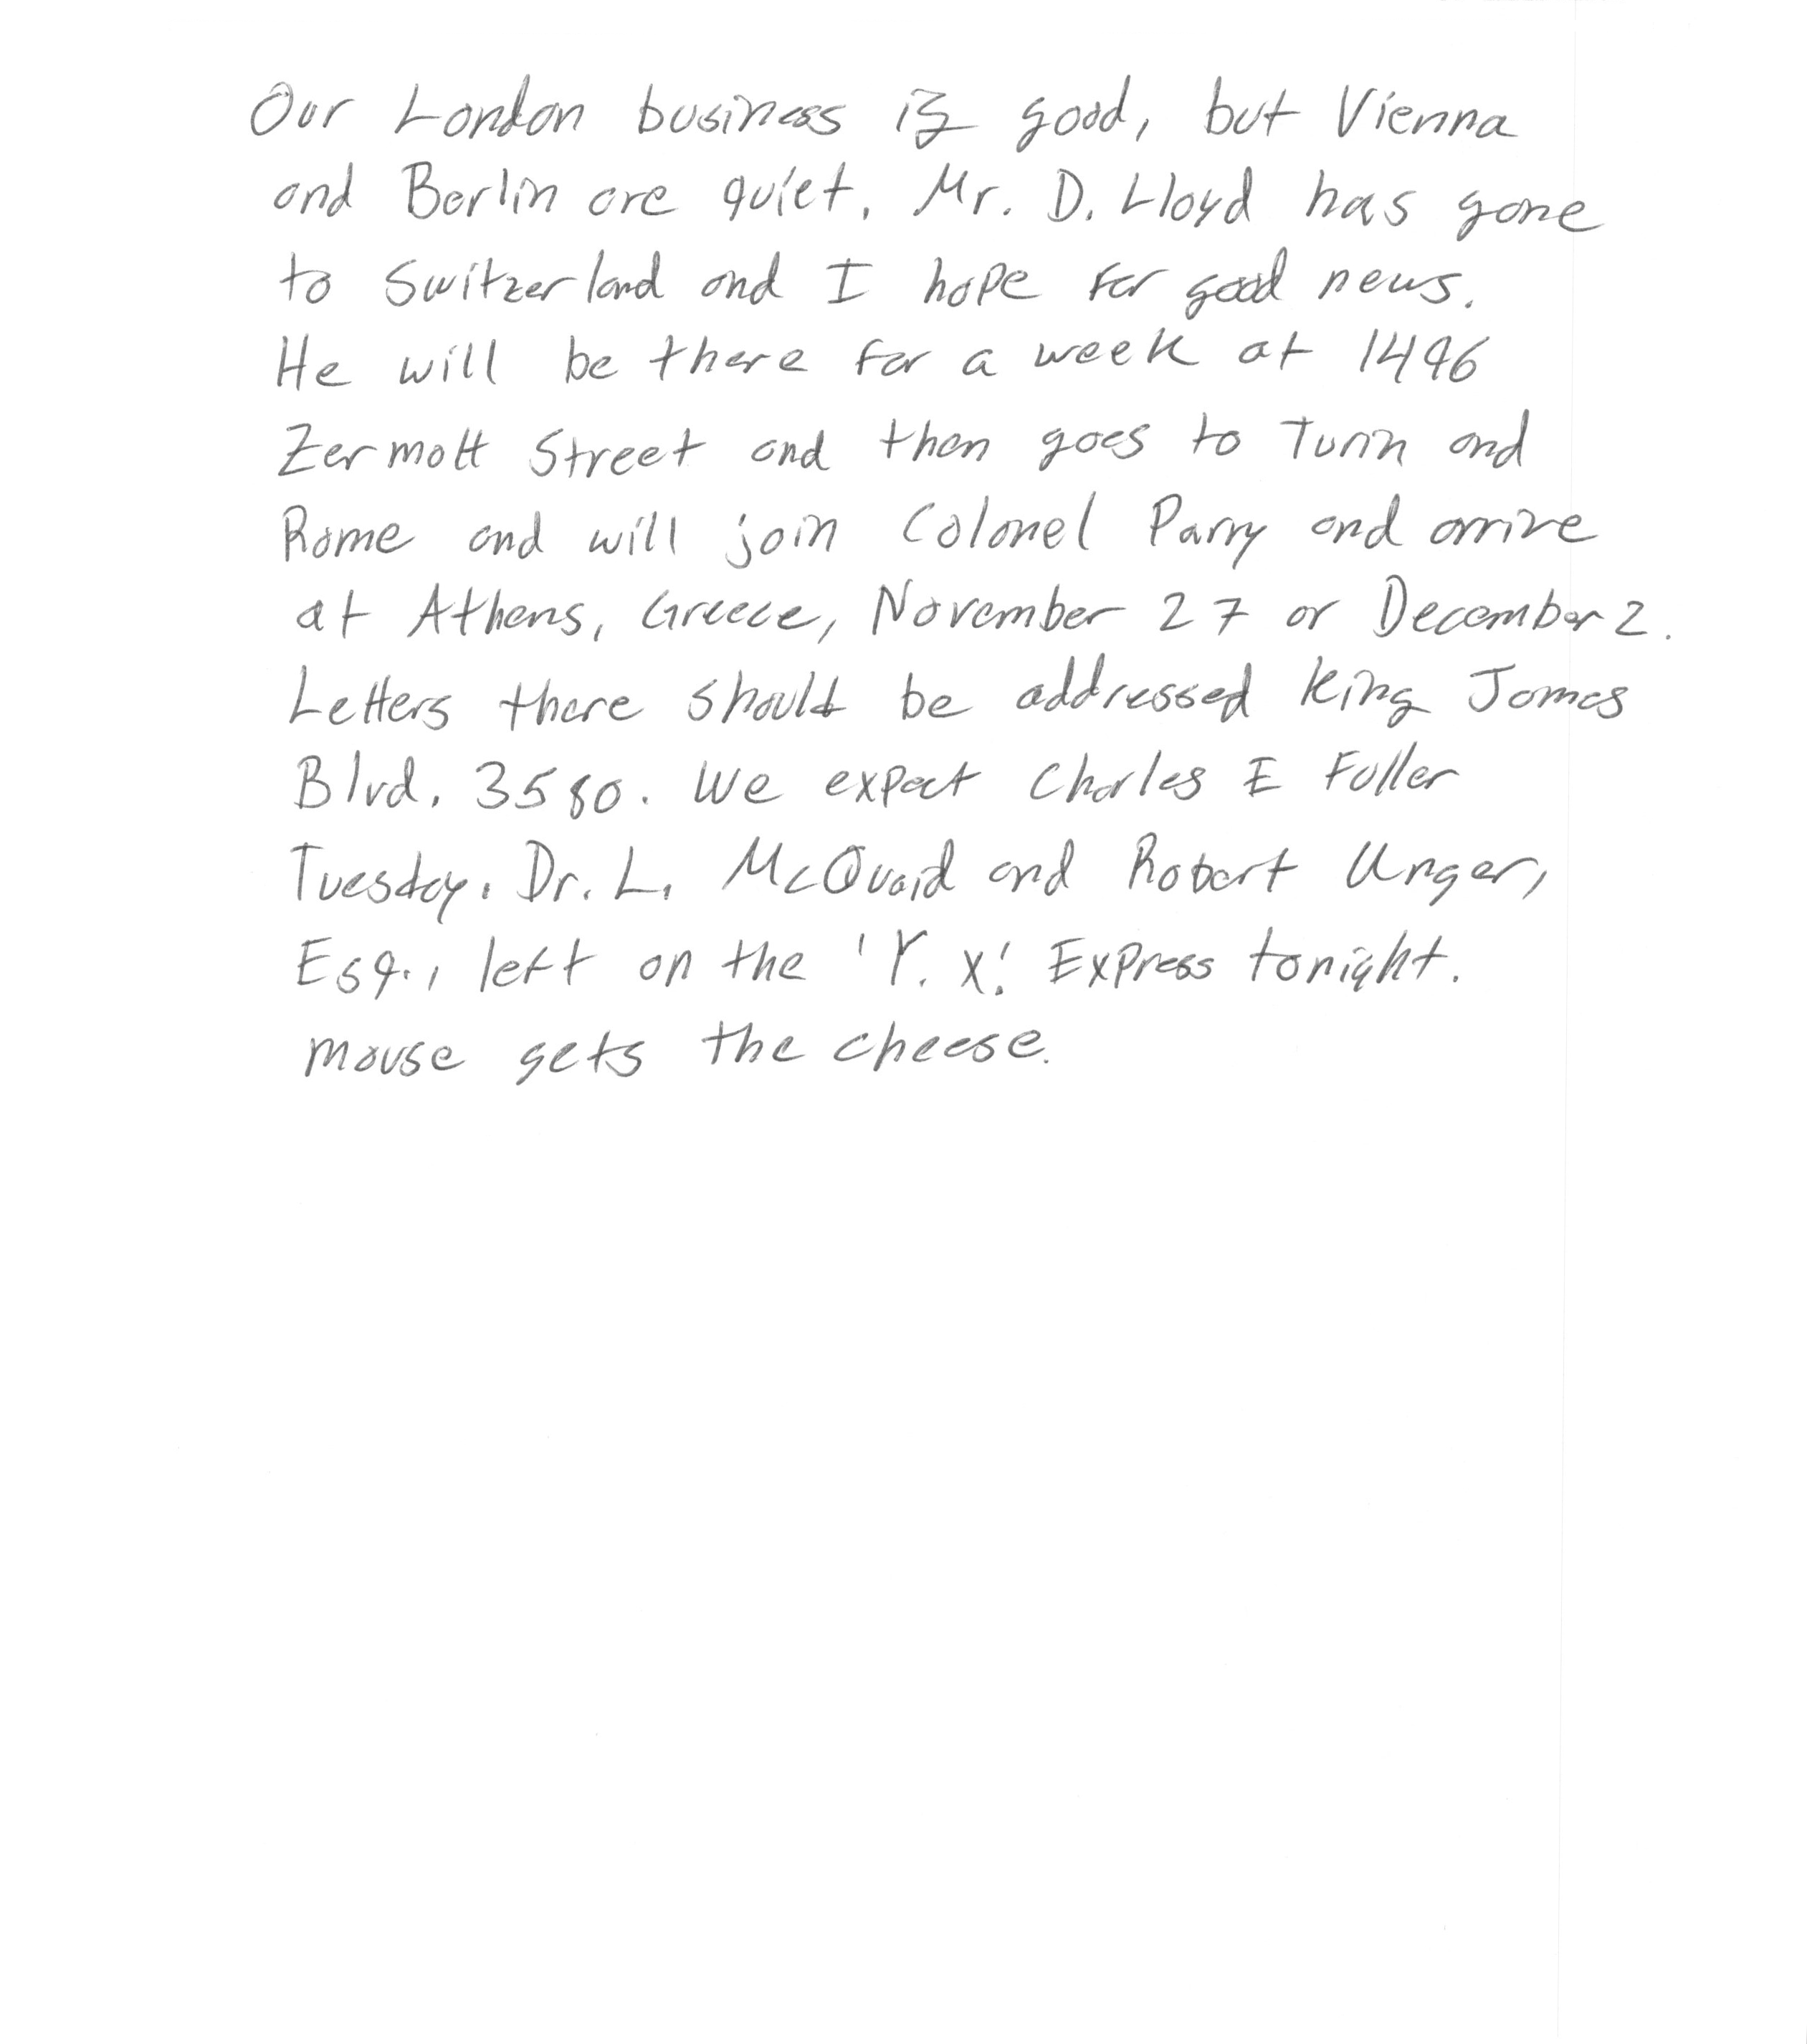 Our London business is good, but Vienna
and Berlin are quiet. Mr. D. Lloyd has gone
to Switzerland and I hope for good news.
He will be there for a week at 1496
Zermott Street and then goes to Turin and
Rome and will join Colonel Parry and arrive
at Athens, Greece, November 27 or December 2.
Letters there should be addressed King James
Blvd. 3580. We expect Charles E Fuller
Tuesday. Dr. L. McQuaid and Robert Unger,
Esq., left on the 'Y. X.' Express tonight.
mouse gets the cheese.